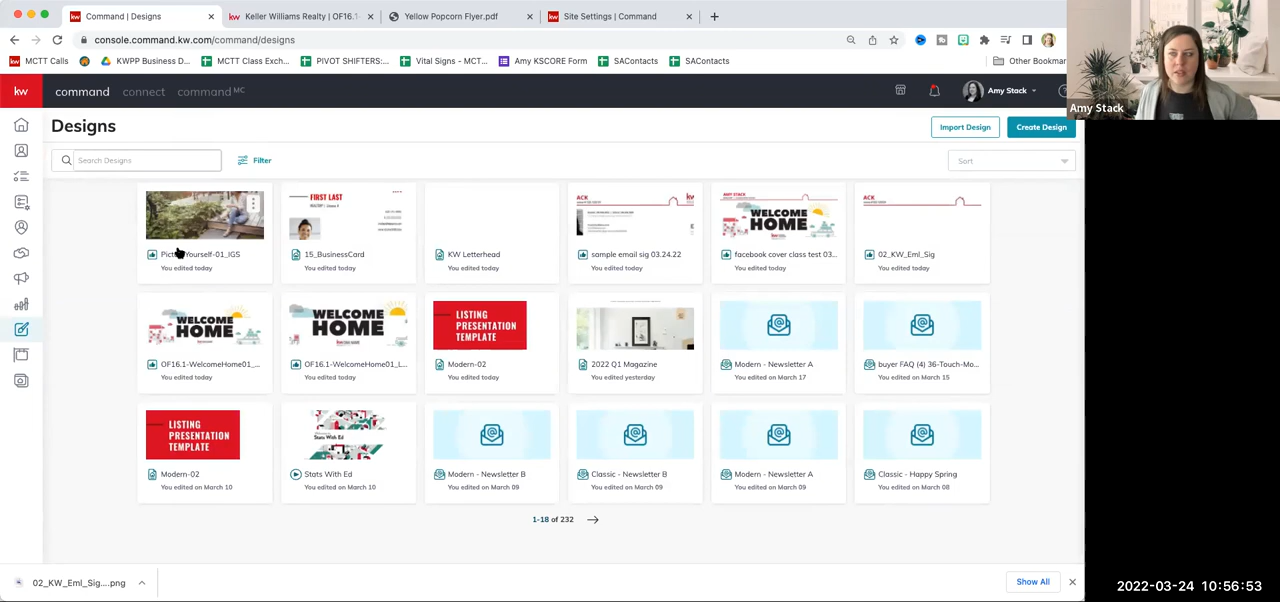 kw Command | Designs × kw Keller Williams Realty | OF16.1- × Yellow Popcorn Flyer.pdf × kw Site Settings | Command × +
console.command.kw.com/command/designs
MCTT Calls KWPP Business D... MCTT Class Exch... PIVOT SHIFTERS:... Vital Signs - MCT... Amy KSCORE Form SAContacts SAContacts Other Bookmar
kw command connect command MC Amy Stack
Amy Stack
Designs
Import Design Create Design
Search Designs Filter Sort
FIRST LAST
ACK kw
AMY STACK
WELCOME
HOME
ACK
Yourself-01_IGS 15_BusinessCard KW Letterhead sample email sig 03.24.22 facebook cover class test 03... 02_KW_Eml_Sig
You edited today You edited today You edited today You edited today You edited today You edited today
WELCOME
HOME
WELCOME
HOME
LISTING
PRESENTATION
TEMPLATE
OF16.1-WelcomeHome01_... OF16.1-WelcomeHome01_L... Modern-02 2022 Q1 Magazine Modern - Newsletter A buyer FAQ (4) 36-Touch-Mo...
You edited today You edited today You edited today You edited yesterday You edited on March 17 You edited on March 15
LISTING
PRESENTATION
TEMPLATE
Stats With Ed
Modern-02 Stats With Ed Modern - Newsletter B Classic - Newsletter B Modern - Newsletter A Classic - Happy Spring
You edited on March 10 You edited on March 10 You edited on March 09 You edited on March 09 You edited on March 09 You edited on March 08
1-18 of 232
02_KW_Eml_Sig....png Show All
2022-03-24 10:56:53